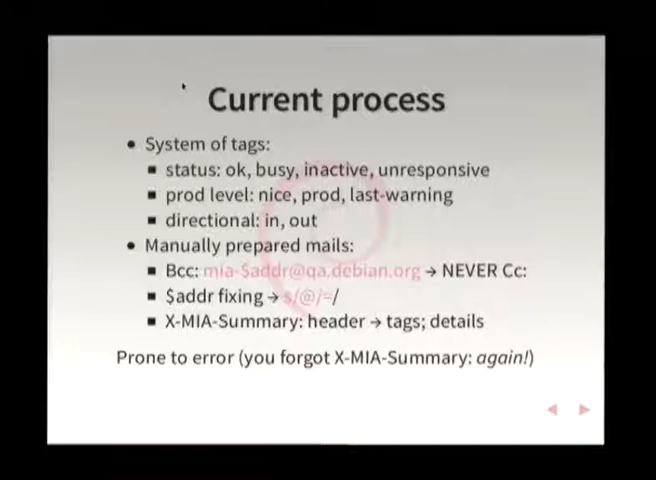 Current process
• System of tags:
▪ status: ok, busy, inactive, unresponsive
▪ prod level: nice, prod, last-warning
▪ directional: in, out
• Manually prepared mails:
▪ Bcc: mia-$addr@qa.debian.org → NEVER Cc:
▪ $addr fixing → s/@/=/
▪ X-MIA-Summary: header → tags; details
Prone to error (you forgot X-MIA-Summary: again!)